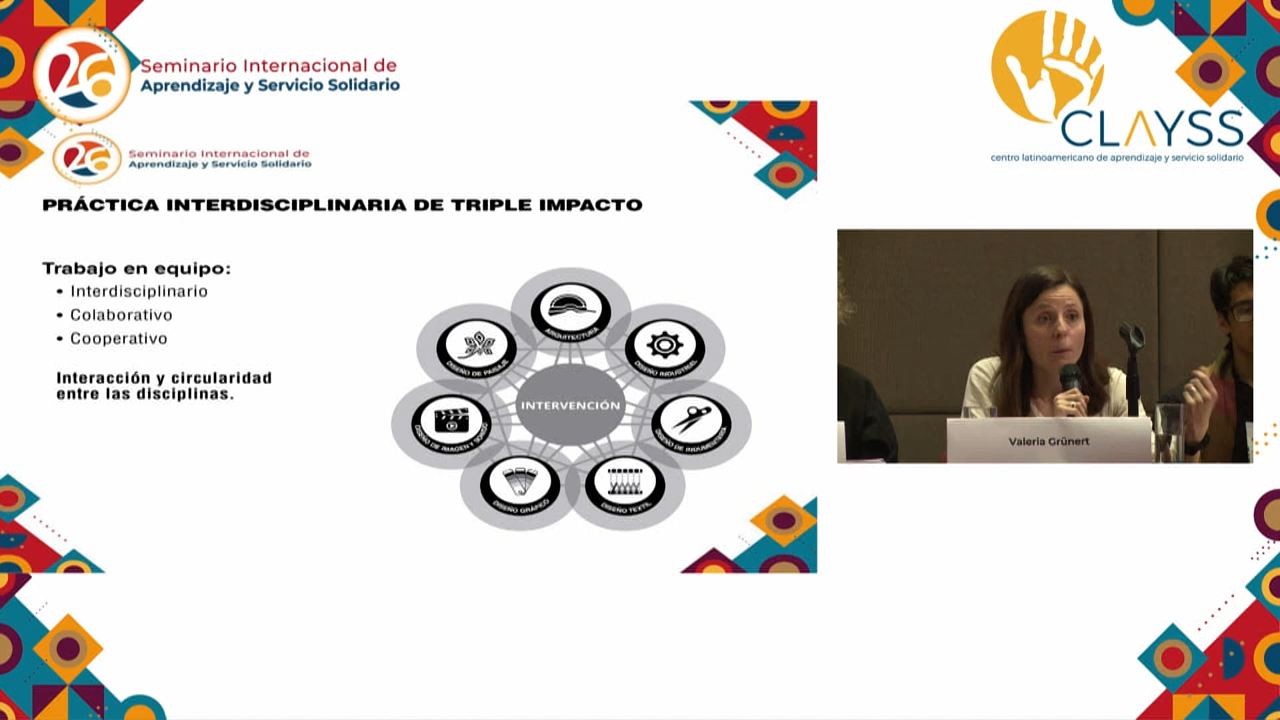 26
Seminario Internacional de
Aprendizaje y Servicio Solidario
26
Seminario Internacional de
Aprendizaje y Servicio Solidario
CLAYSS
centro latinoamericano de aprendizaje y servicio solidario
PRÁCTICA INTERDISCIPLINARIA DE TRIPLE IMPACTO
Trabajo en equipo:
• Interdisciplinario
• Colaborativo
• Cooperativo
Interacción y circularidad
entre las disciplinas.
ARQUITECTURA
DISEÑO DE PAISAJE
DISEÑO INDUSTRIAL
INTERVENCIÓN
DISEÑO DE IMAGEN Y SONIDO
DISEÑO DE INDUMENTARIA
DISEÑO GRÁFICO
DISEÑO TEXTIL
Valeria Grünert